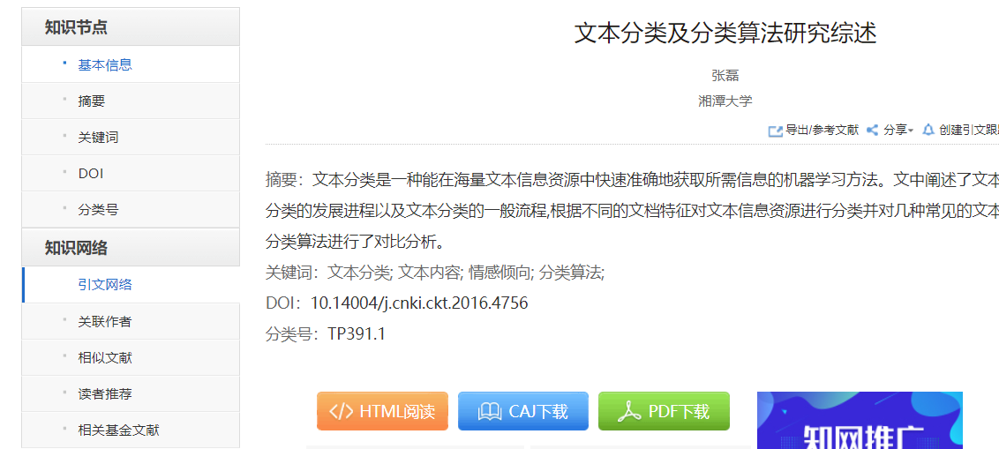 知识节点
基本信息
摘要
关键词
DOI
分类号
知识网络
引文网络
关联作者
相似文献
读者推荐
相关基金文献
文本分类及分类算法研究综述
张磊
湘潭大学
导出/参考文献 分享 创建引文跟
摘要：文本分类是一种能在海量文本信息资源中快速准确地获取所需信息的机器学习方法。文中阐述了文本
分类的发展进程以及文本分类的一般流程,根据不同的文档特征对文本信息资源进行分类并对几种常见的文本
分类算法进行了对比分析。
关键词：文本分类; 文本内容; 情感倾向; 分类算法;
DOI：10.14004/j.cnki.ckt.2016.4756
分类号：TP391.1
HTML阅读 CAJ下载 PDF下载
知网推广